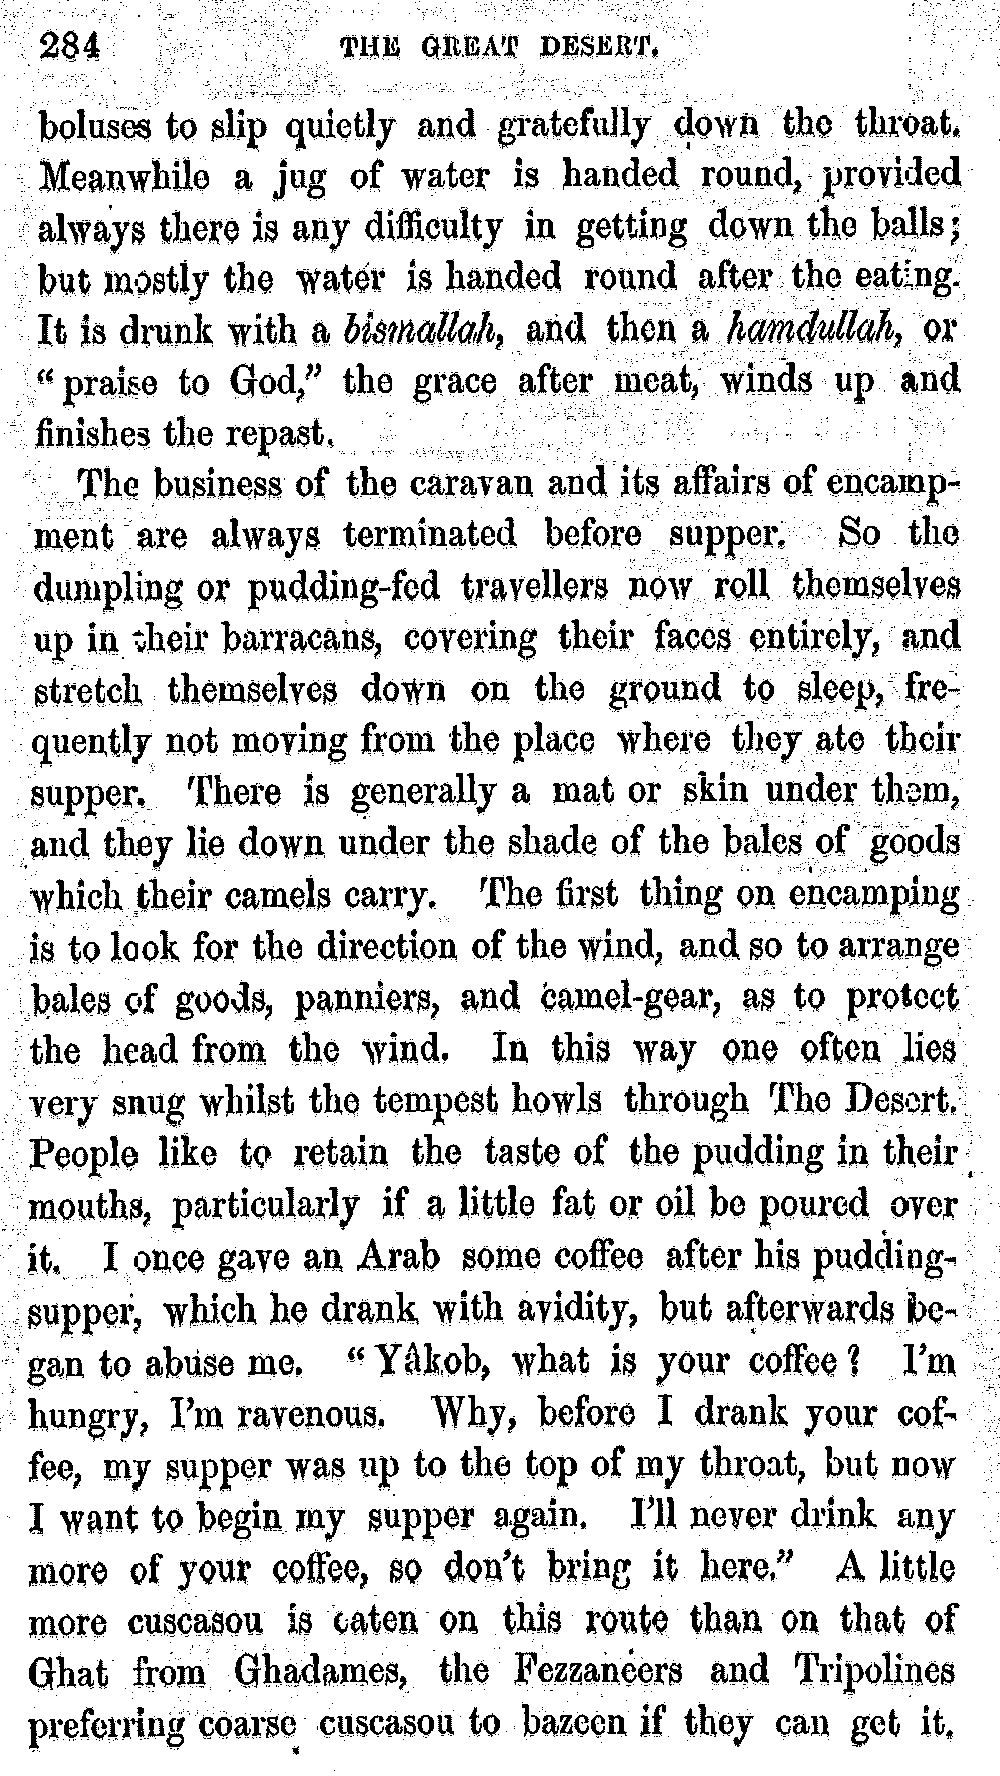 284 THE GREAT DESERT.
boluses to slip quietly and gratefully down the throat.
Meanwhile a jug of water is handed round, provided
always there is any difficulty in getting down the balls;
but mostly the water is handed round after the eating.
It is drunk with a bismallah, and then a hamdullah, or
“praise to God,” the grace after meat, winds up and
finishes the repast.
The business of the caravan and its affairs of encamp-
ment are always terminated before supper. So the
dumpling or pudding-fed travellers now roll themselves
up in their barracans, covering their faces entirely, and
stretch themselves down on the ground to sleep, fre-
quently not moving from the place where they ate their
supper. There is generally a mat or skin under them,
and they lie down under the shade of the bales of goods
which their camels carry. The first thing on encamping
is to look for the direction of the wind, and so to arrange
bales of goods, panniers, and camel-gear, as to protect
the head from the wind. In this way one often lies
very snug whilst the tempest howls through The Desert.
People like to retain the taste of the pudding in their
mouths, particularly if a little fat or oil be poured over
it. I once gave an Arab some coffee after his pudding-
supper, which he drank with avidity, but afterwards be-
gan to abuse me. “Yâkob, what is your coffee? I'm
hungry, I'm ravenous. Why, before I drank your cof-
fee, my supper was up to the top of my throat, but now
I want to begin my supper again. I'll never drink any
more of your coffee, so don't bring it here.” A little
more cuscasou is eaten on this route than on that of
Ghat from Ghadames, the Fezzaneers and Tripolines
preferring coarse cuscasou to bazeen if they can get it.